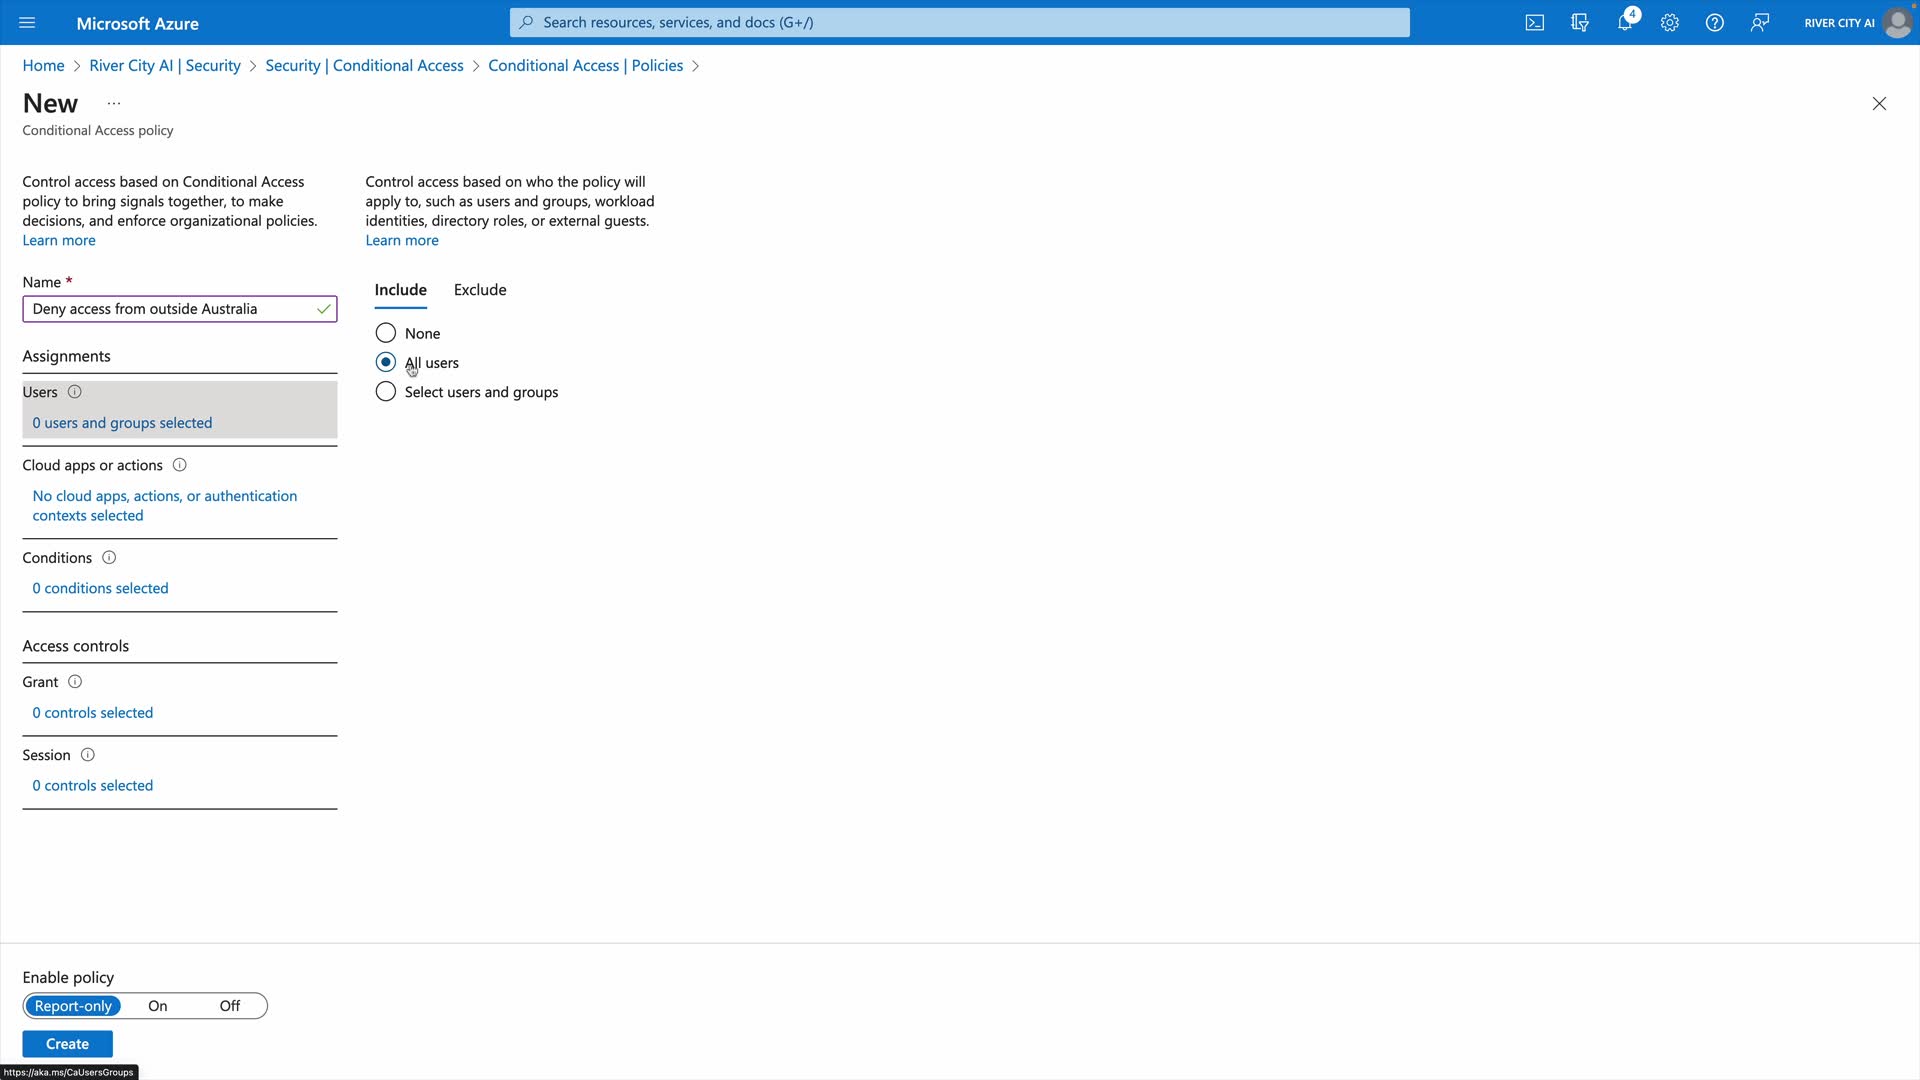 Microsoft Azure
Search resources, services, and docs (G+/)
4
RIVER CITY AI
Home > River City AI | Security > Security | Conditional Access > Conditional Access | Policies >
New ...
Conditional Access policy
Control access based on Conditional Access
policy to bring signals together, to make
decisions, and enforce organizational policies.
Learn more
Name *
Deny access from outside Australia
Assignments
Users
0 users and groups selected
Cloud apps or actions
No cloud apps, actions, or authentication
contexts selected
Conditions
0 conditions selected
Access controls
Grant
0 controls selected
Session
0 controls selected
Control access based on who the policy will
apply to, such as users and groups, workload
identities, directory roles, or external guests.
Learn more
Include Exclude
None
All users
Select users and groups
Enable policy
Report-only On Off
Create
https://aka.ms/CaUsersGroups